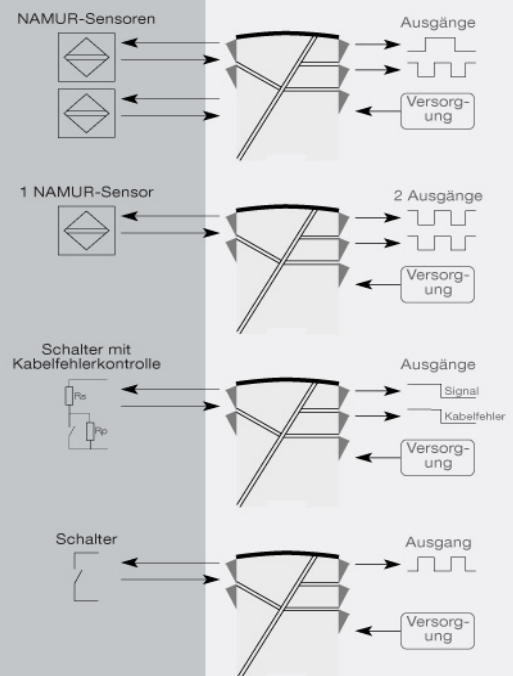 NAMUR-Sensoren
Ausgänge
Versorg-
ung
1 NAMUR-Sensor
2 Ausgänge
Versorg-
ung
Schalter mit
Kabelfehlerkontrolle
Rs
Rp
Ausgänge
Signal
Kabelfehler
Versorg-
ung
Schalter
Ausgang
Versorg-
ung